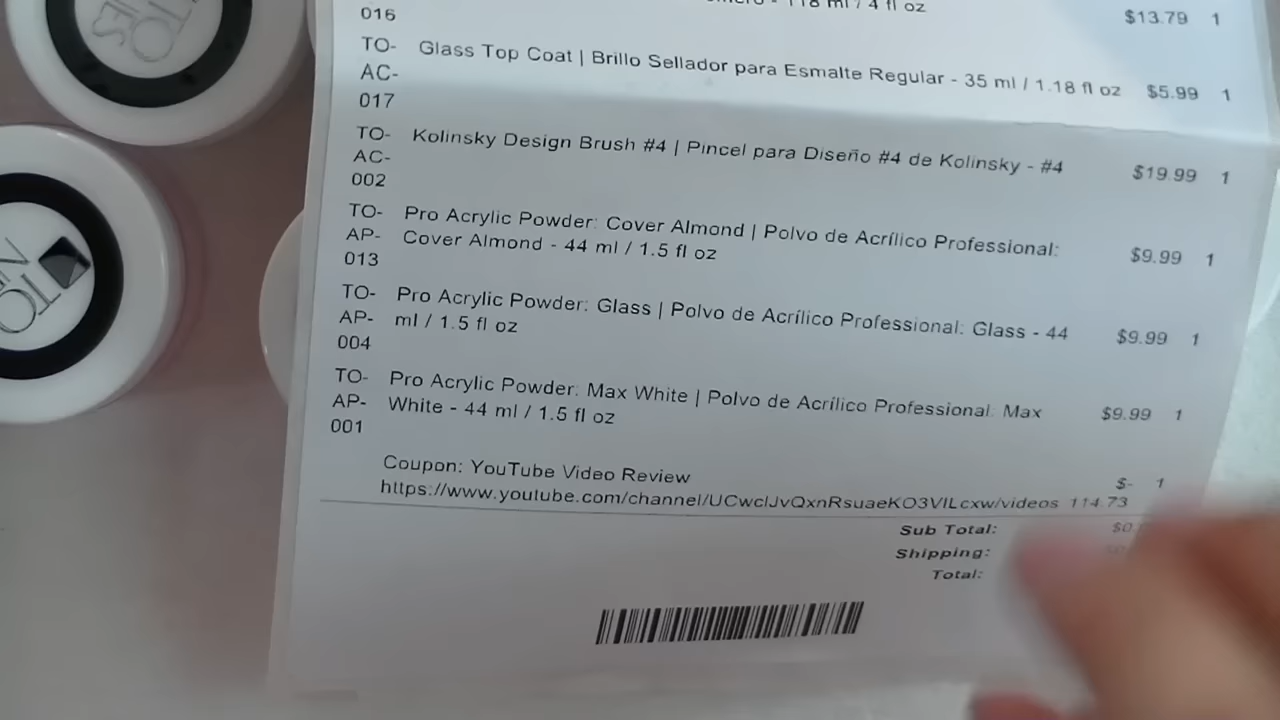 118 ml / 4 fl oz $13.79 1
016
TO- Glass Top Coat | Brillo Sellador para Esmalte Regular - 35 ml / 1.18 fl oz $5.99 1
AC-
017
TO- Kolinsky Design Brush #4 | Pincel para Diseño #4 de Kolinsky - #4 $19.99 1
AC-
002
TO- Pro Acrylic Powder: Cover Almond | Polvo de Acrílico Professional:
AP- Cover Almond - 44 ml / 1.5 fl oz $9.99 1
013
TO- Pro Acrylic Powder: Glass | Polvo de Acrílico Professional: Glass - 44
AP- ml / 1.5 fl oz $9.99 1
004
TO- Pro Acrylic Powder: Max White | Polvo de Acrílico Professional: Max
AP- White - 44 ml / 1.5 fl oz $9.99 1
001
Coupon: YouTube Video Review $- 1
https://www.youtube.com/channel/UCwclJvQxnRsuaeKO3VILcxw/videos 114.73
Sub Total:
Shipping:
Total: